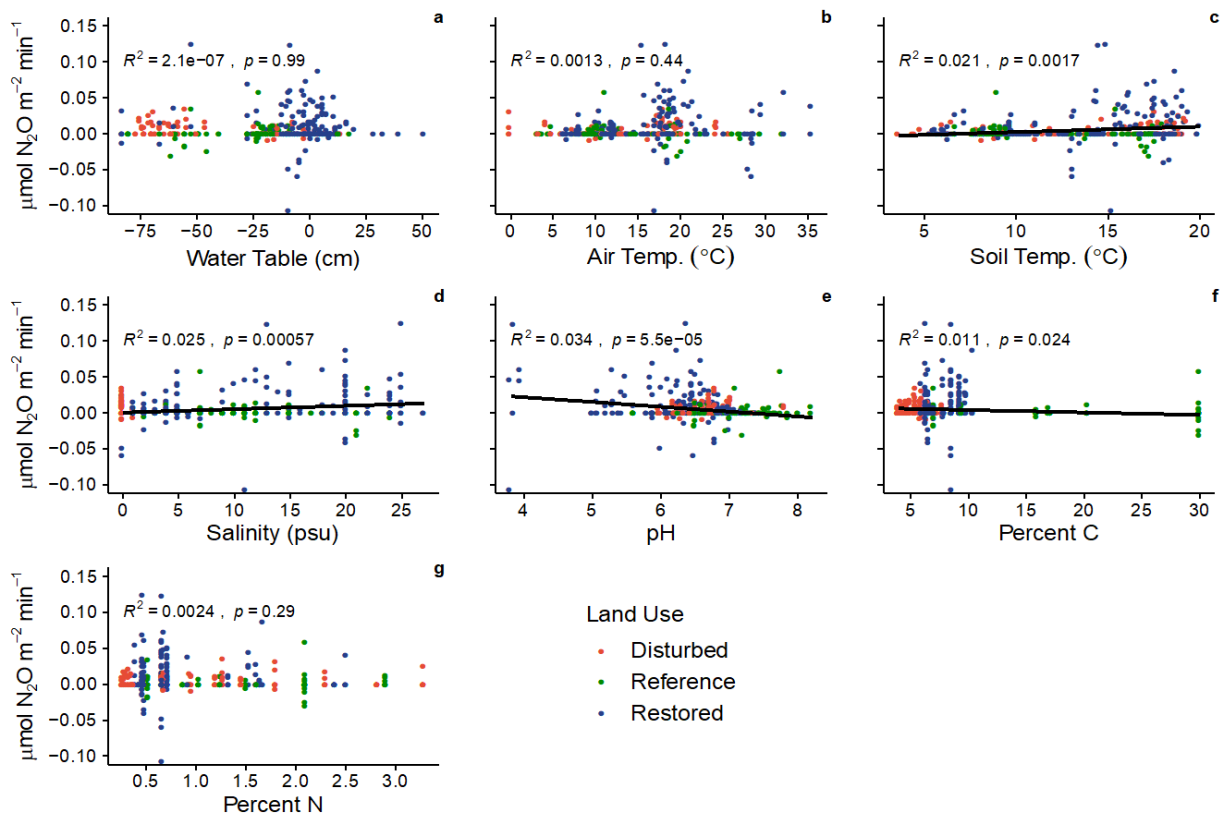 a
μmol N₂O m⁻² min⁻¹
0.15
0.10
0.05
0.00
−0.05
−0.10
R² = 2.1e−07 , p = 0.99
−75 −50 −25 0 25 50
Water Table (cm)
b
R² = 0.0013 , p = 0.44
0 5 10 15 20 25 30 35
Air Temp. (°C)
c
R² = 0.021 , p = 0.0017
5 10 15 20
Soil Temp. (°C)
d
μmol N₂O m⁻² min⁻¹
0.15
0.10
0.05
0.00
−0.05
−0.10
R² = 0.025 , p = 0.00057
0 5 10 15 20 25
Salinity (psu)
e
R² = 0.034 , p = 5.5e−05
4 5 6 7 8
pH
f
R² = 0.011 , p = 0.024
5 10 15 20 25 30
Percent C
g
μmol N₂O m⁻² min⁻¹
0.15
0.10
0.05
0.00
−0.05
−0.10
R² = 0.0024 , p = 0.29
0.5 1.0 1.5 2.0 2.5 3.0
Percent N
Land Use
Disturbed
Reference
Restored